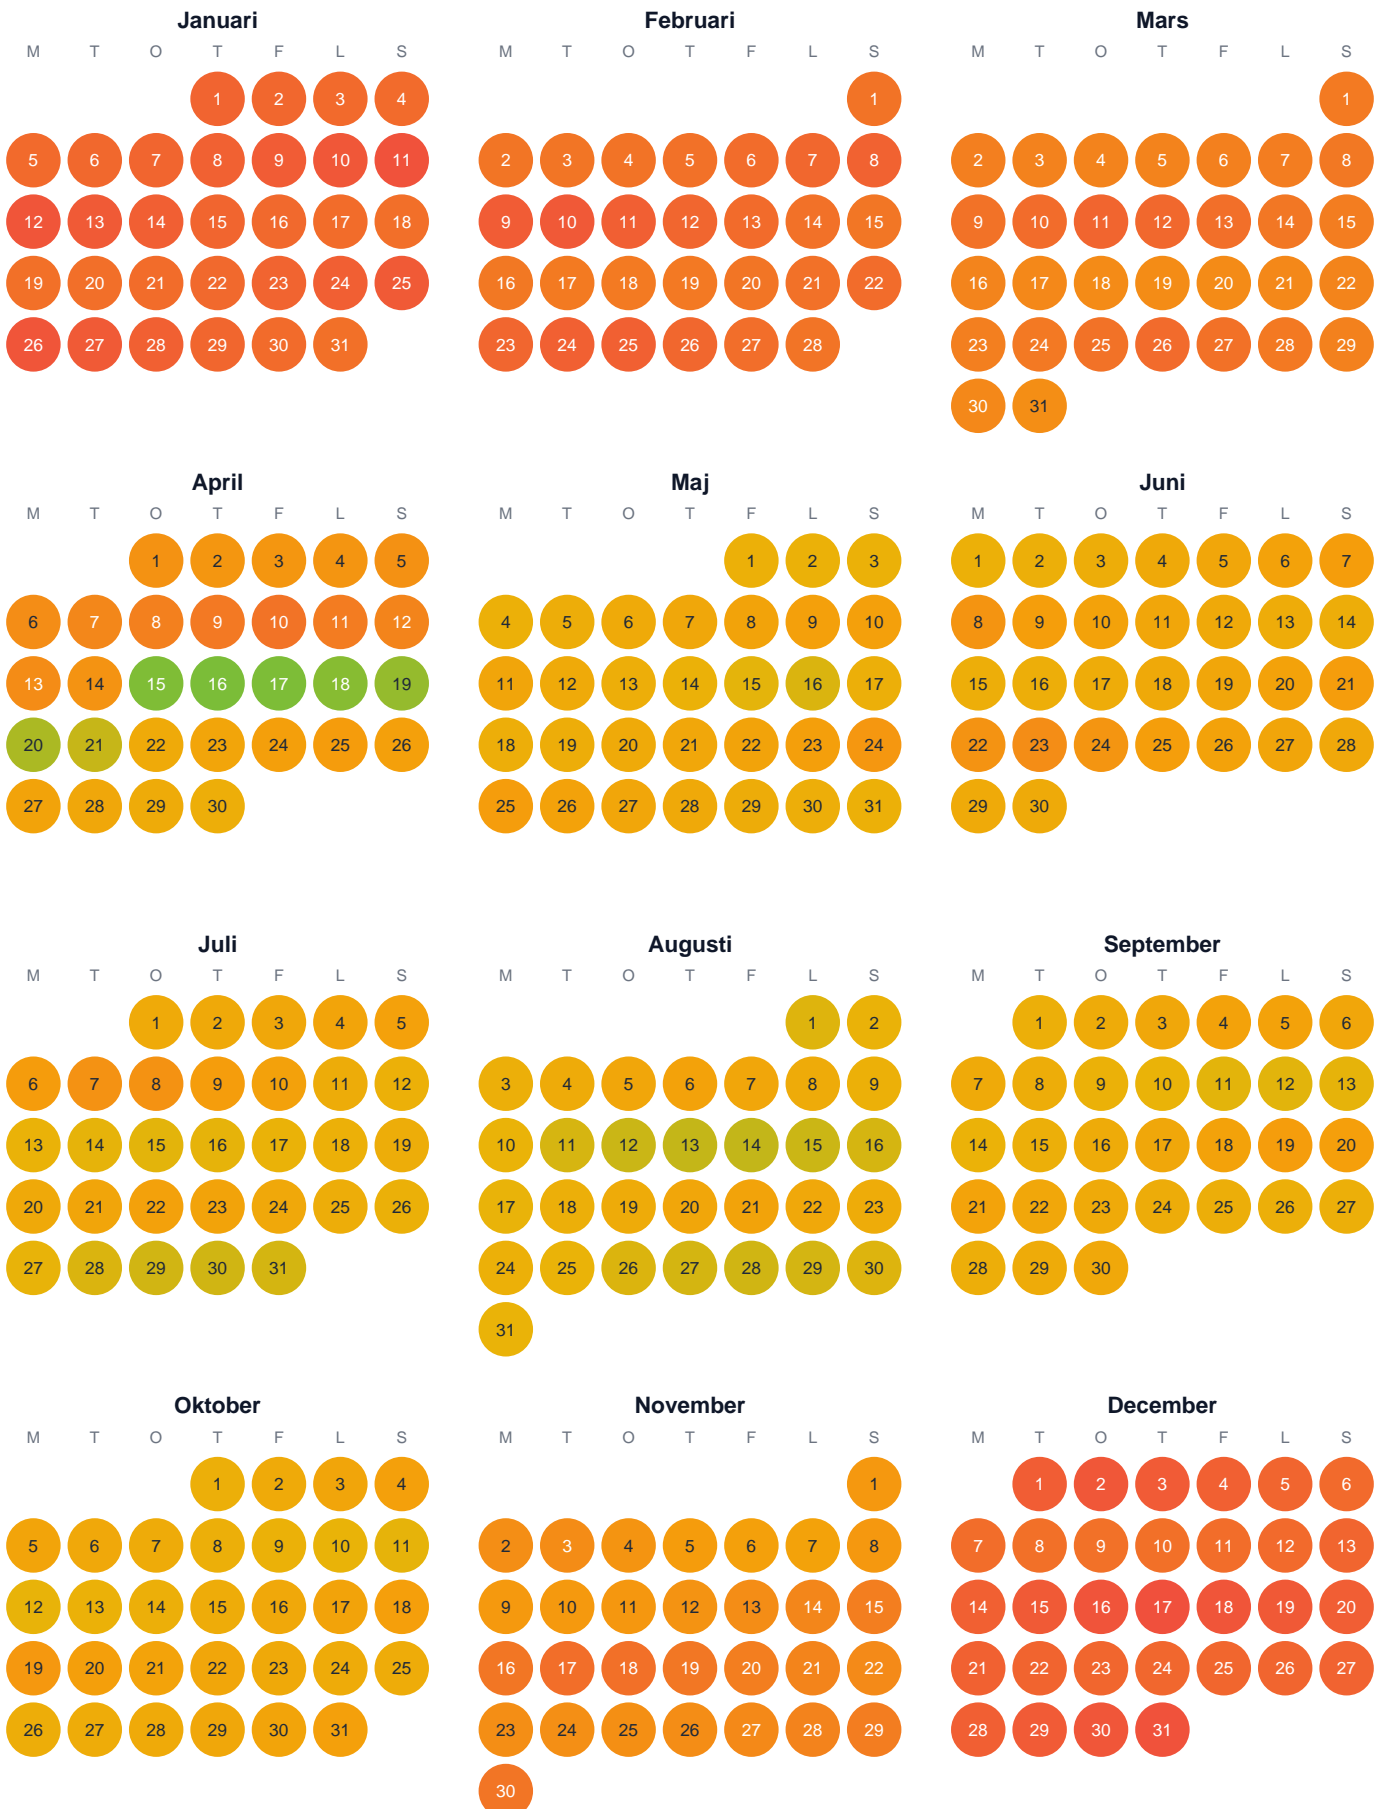 Januari Februari Mars
M T O T F L S M T O T F L S M T O T F L S
1 2 3 4 1 1
5 6 7 8 9 10 11 2 3 4 5 6 7 8 2 3 4 5 6 7 8
12 13 14 15 16 17 18 9 10 11 12 13 14 15 9 10 11 12 13 14 15
19 20 21 22 23 24 25 16 17 18 19 20 21 22 16 17 18 19 20 21 22
26 27 28 29 30 31 23 24 25 26 27 28 23 24 25 26 27 28 29
30 31
April Maj Juni
M T O T F L S M T O T F L S M T O T F L S
1 2 3 4 5 1 2 3 1 2 3 4 5 6 7
6 7 8 9 10 11 12 4 5 6 7 8 9 10 8 9 10 11 12 13 14
13 14 15 16 17 18 19 11 12 13 14 15 16 17 15 16 17 18 19 20 21
20 21 22 23 24 25 26 18 19 20 21 22 23 24 22 23 24 25 26 27 28
27 28 29 30 25 26 27 28 29 30 31 29 30
Juli Augusti September
M T O T F L S M T O T F L S M T O T F L S
1 2 3 4 5 1 2 1 2 3 4 5 6
6 7 8 9 10 11 12 3 4 5 6 7 8 9 7 8 9 10 11 12 13
13 14 15 16 17 18 19 10 11 12 13 14 15 16 14 15 16 17 18 19 20
20 21 22 23 24 25 26 17 18 19 20 21 22 23 21 22 23 24 25 26 27
27 28 29 30 31 24 25 26 27 28 29 30 28 29 30
31
Oktober November December
M T O T F L S M T O T F L S M T O T F L S
1 2 3 4 1 1 2 3 4 5 6
5 6 7 8 9 10 11 2 3 4 5 6 7 8 7 8 9 10 11 12 13
12 13 14 15 16 17 18 9 10 11 12 13 14 15 14 15 16 17 18 19 20
19 20 21 22 23 24 25 16 17 18 19 20 21 22 21 22 23 24 25 26 27
26 27 28 29 30 31 23 24 25 26 27 28 29 28 29 30 31
30